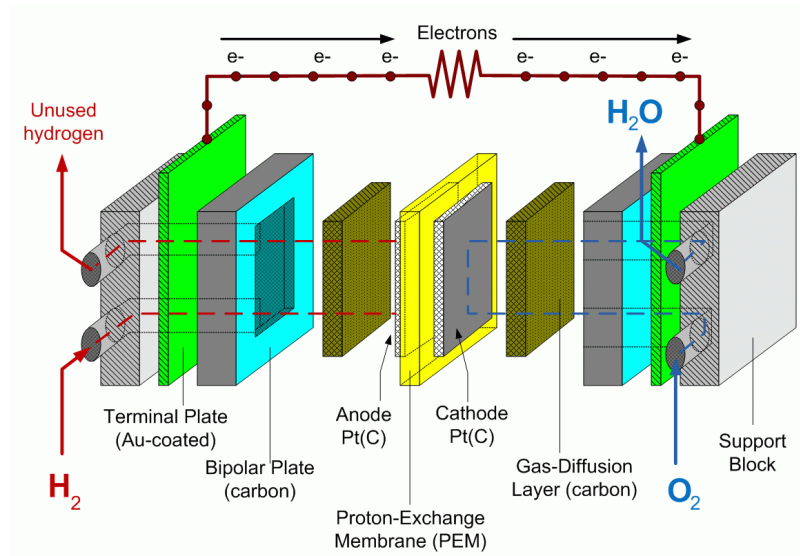 Electrons
e- e- e- e- e- e-
Unused
hydrogen
H2O
Terminal Plate
(Au-coated)
Anode
Pt(C)
Cathode
Pt(C)
Support
Block
Bipolar Plate
(carbon)
Gas-Diffusion
Layer (carbon)
H2
O2
Proton-Exchange
Membrane (PEM)